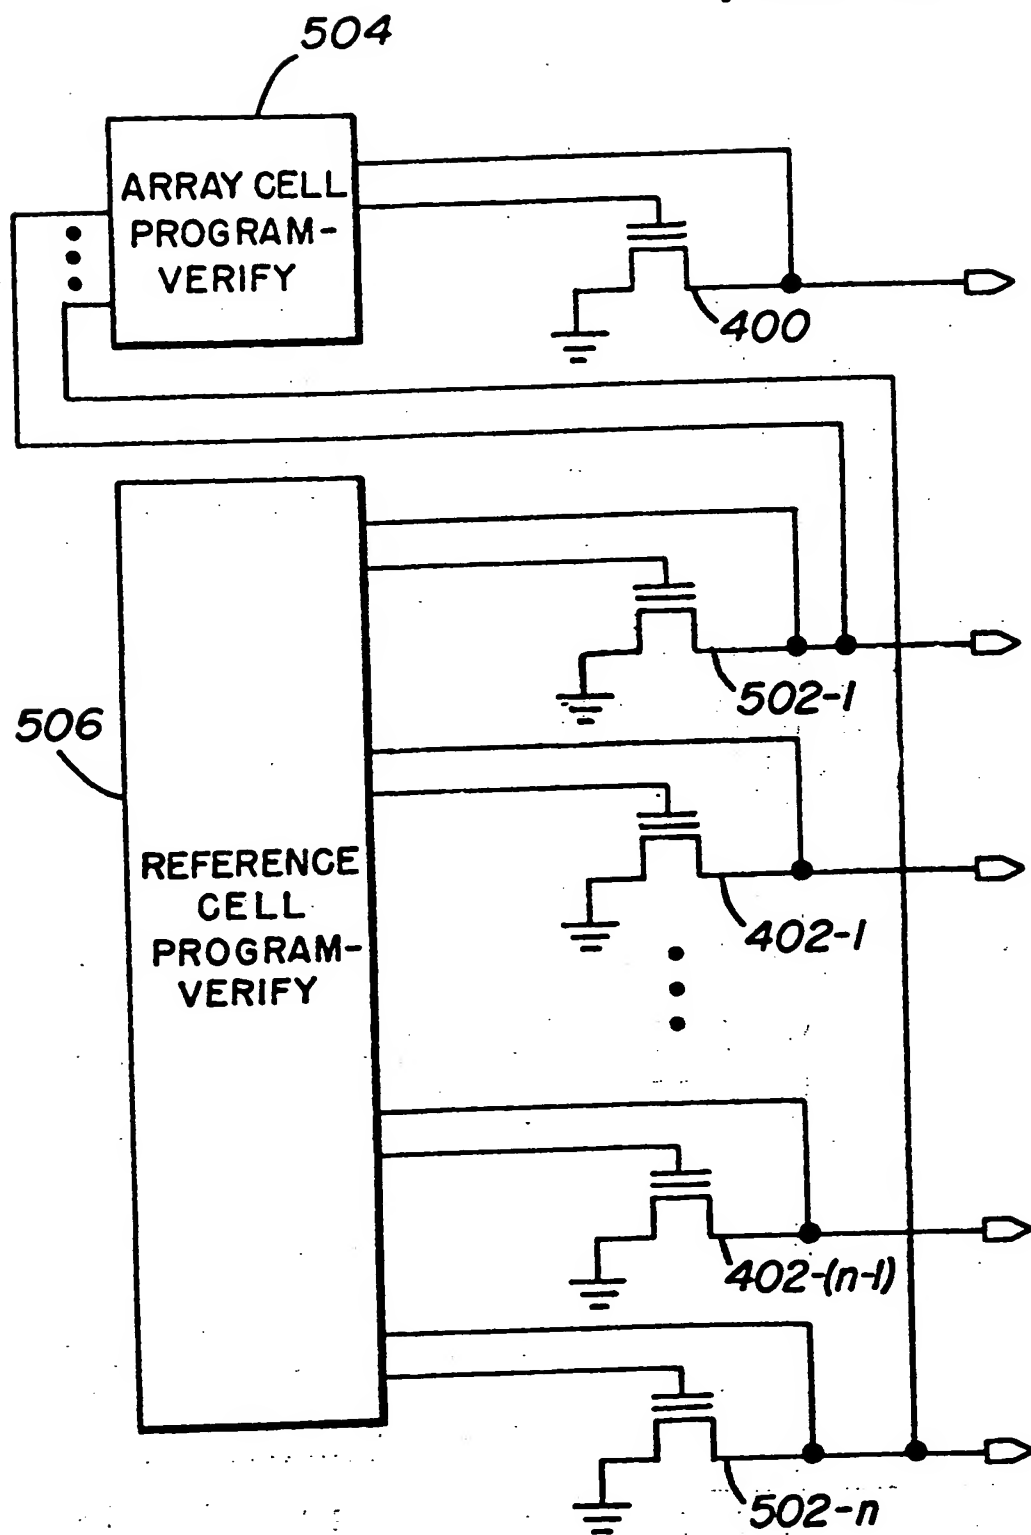 504
ARRAY CELL
PROGRAM-
VERIFY
400
502-1
506
402-1
REFERENCE
CELL
PROGRAM-
VERIFY
402-(n-1)
502-n